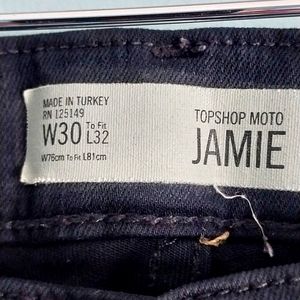 MADE IN TURKEY
RN 125149
W30 To Fit L32
W76cm To Fit L81cm
TOPSHOP MOTO
JAMIE